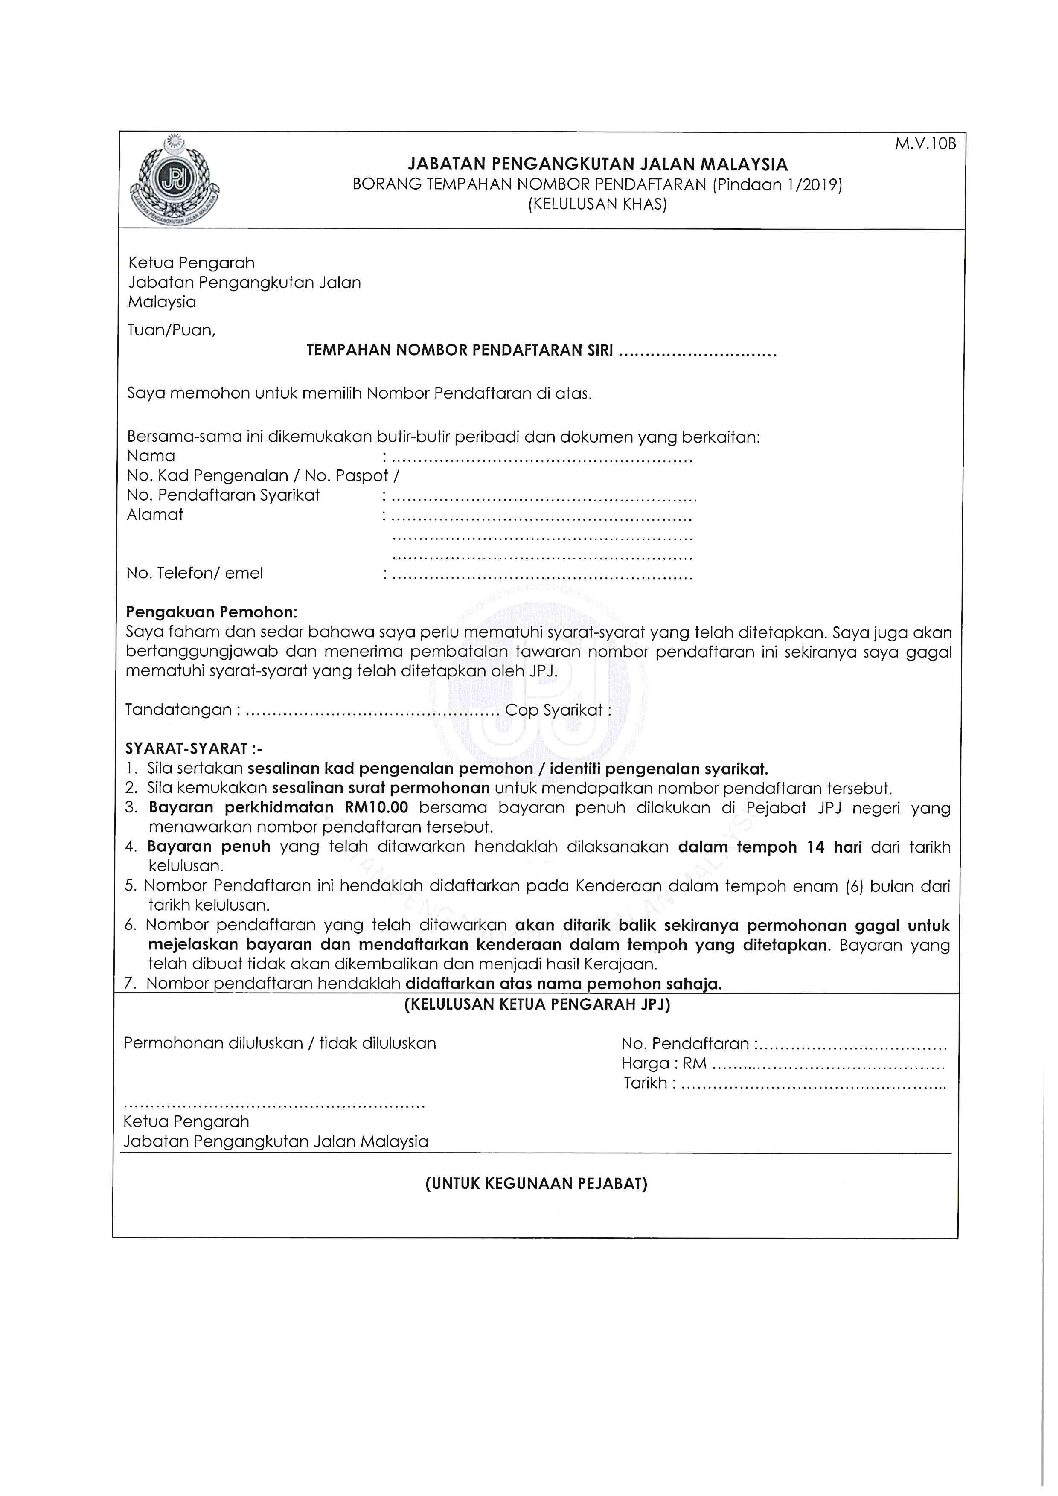 M.V.10B
JABATAN PENGANGKUTAN JALAN MALAYSIA
BORANG TEMPAHAN NOMBOR PENDAFTARAN (Pindaan 1/2019)
(KELULUSAN KHAS)
Ketua Pengarah
Jabatan Pengangkutan Jalan
Malaysia
Tuan/Puan,
TEMPAHAN NOMBOR PENDAFTARAN SIRI ..............................
Saya memohon untuk memilih Nombor Pendaftaran di atas.
Bersama-sama ini dikemukakan butir-butir peribadi dan dokumen yang berkaitan:
Nama : .........................................................
No. Kad Pengenalan / No. Paspot /
No. Pendaftaran Syarikat : .........................................................
Alamat : .........................................................
.........................................................
.........................................................
No. Telefon/ emel : .........................................................
Pengakuan Pemohon:
Saya faham dan sedar bahawa saya perlu mematuhi syarat-syarat yang telah ditetapkan. Saya juga akan
bertanggungjawab dan menerima pembatalan tawaran nombor pendaftaran ini sekiranya saya gagal
mematuhi syarat-syarat yang telah ditetapkan oleh JPJ.
Tandatangan : ................................................ Cop Syarikat :
SYARAT-SYARAT :-
1. Sila sertakan sesalinan kad pengenalan pemohon / identiti pengenalan syarikat.
2. Sila kemukakan sesalinan surat permohonan untuk mendapatkan nombor pendaftaran tersebut.
3. Bayaran perkhidmatan RM10.00 bersama bayaran penuh dilakukan di Pejabat JPJ negeri yang
menawarkan nombor pendaftaran tersebut.
4. Bayaran penuh yang telah ditawarkan hendaklah dilaksanakan dalam tempoh 14 hari dari tarikh
kelulusan.
5. Nombor Pendaftaran ini hendaklah didaftarkan pada Kenderaan dalam tempoh enam (6) bulan dari
tarikh kelulusan.
6. Nombor pendaftaran yang telah ditawarkan akan ditarik balik sekiranya permohonan gagal untuk
mejelaskan bayaran dan mendaftarkan kenderaan dalam tempoh yang ditetapkan. Bayaran yang
telah dibuat tidak akan dikembalikan dan menjadi hasil Kerajaan.
7. Nombor pendaftaran hendaklah didaftarkan atas nama pemohon sahaja.
(KELULUSAN KETUA PENGARAH JPJ)
Permohonan diluluskan / tidak diluluskan
No. Pendaftaran :....................................
Harga : RM ............................................
Tarikh : ..................................................
.........................................................
Ketua Pengarah
Jabatan Pengangkutan Jalan Malaysia
(UNTUK KEGUNAAN PEJABAT)